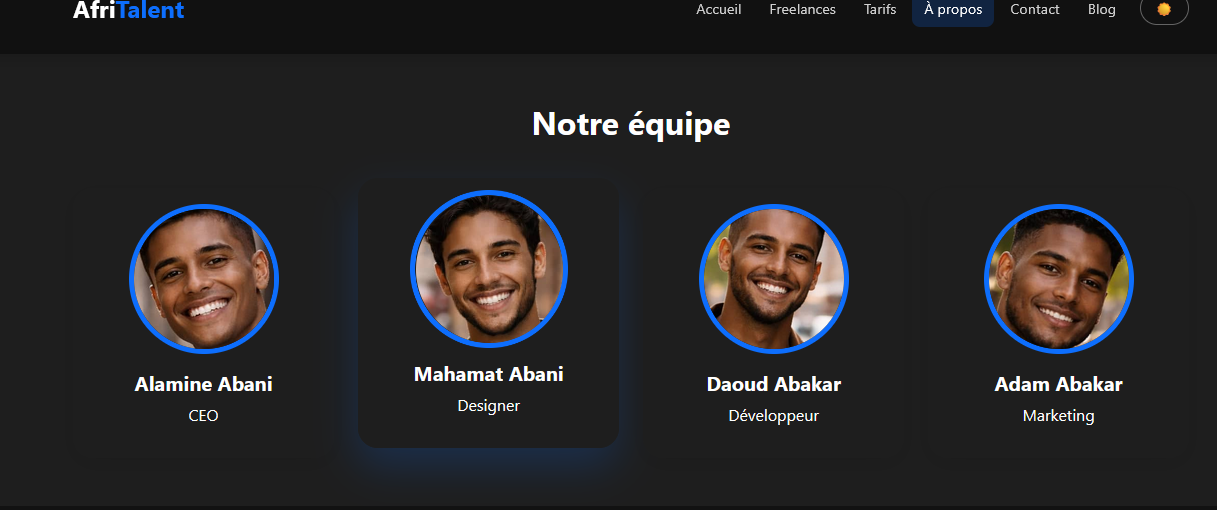 AfriTalent
Accueil Freelances Tarifs À propos Contact Blog
Notre équipe
Alamine Abani
CEO
Mahamat Abani
Designer
Daoud Abakar
Développeur
Adam Abakar
Marketing